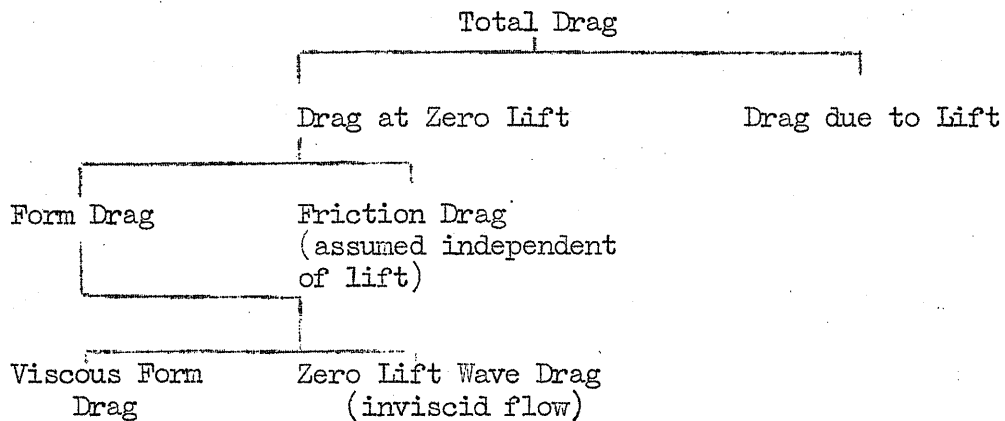 Total Drag
Drag at Zero Lift
Drag due to Lift
Form Drag
Friction Drag
(assumed independent
of lift)
Viscous Form
Drag
Zero Lift Wave Drag
(inviscid flow)